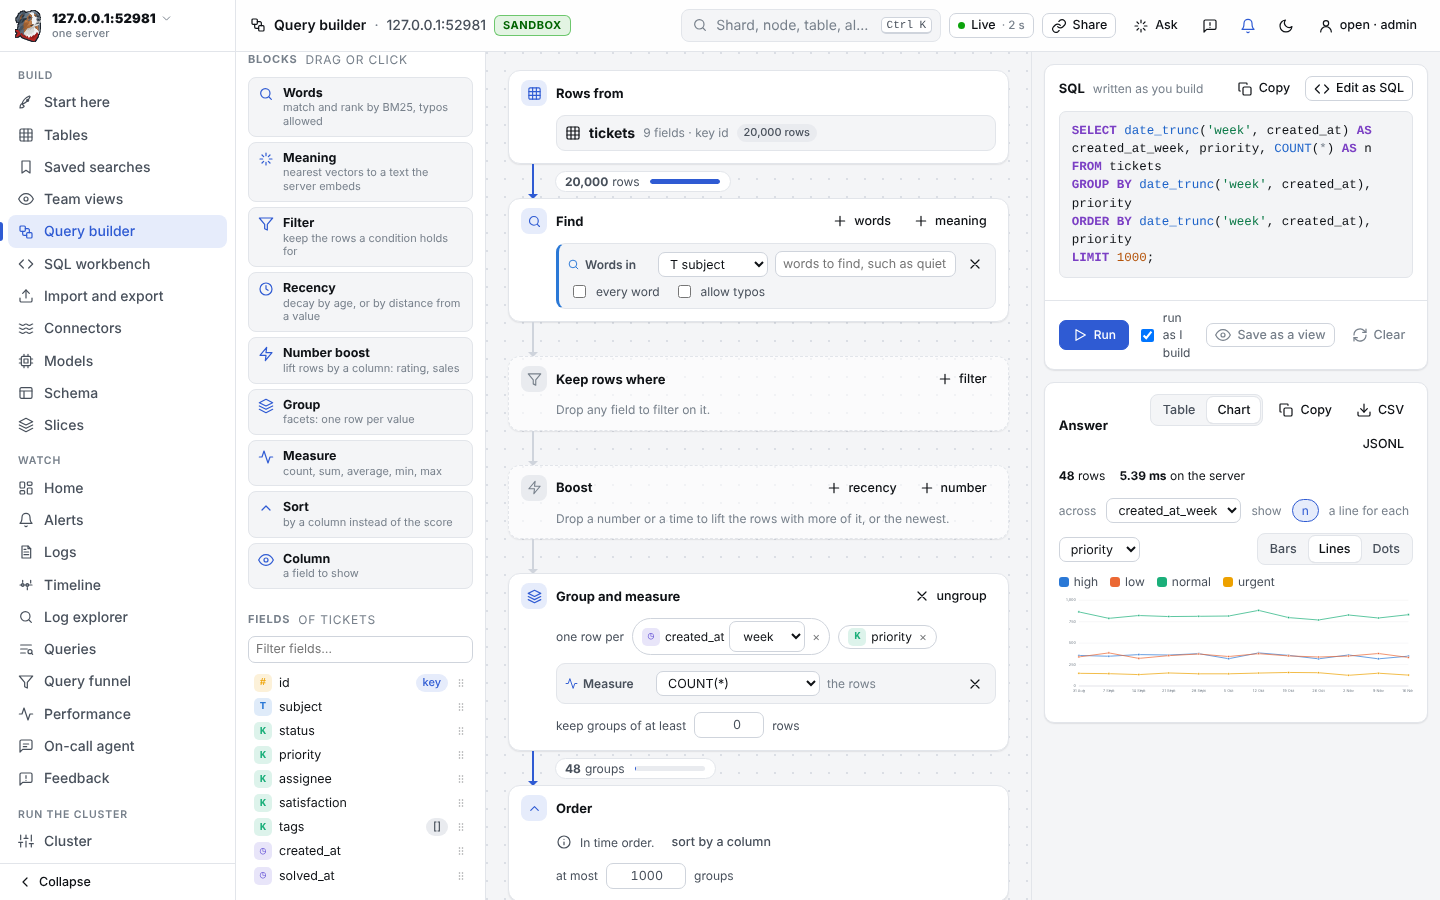 127.0.0.1:52981
one server
Query builder · 127.0.0.1:52981 SANDBOX
Shard, node, table, al... Ctrl K
Live · 2 s
Share
Ask
open · admin
BUILD
Start here
Tables
Saved searches
Team views
Query builder
SQL workbench
Import and export
Connectors
Models
Schema
Slices
WATCH
Home
Alerts
Logs
Timeline
Log explorer
Queries
Query funnel
Performance
On-call agent
Feedback
RUN THE CLUSTER
Cluster
Collapse
BLOCKS DRAG OR CLICK
Words
match and rank by BM25, typos
allowed
Meaning
nearest vectors to a text the
server embeds
Filter
keep the rows a condition holds
for
Recency
decay by age, or by distance from
a value
Number boost
lift rows by a column: rating, sales
Group
facets: one row per value
Measure
count, sum, average, min, max
Sort
by a column instead of the score
Column
a field to show
FIELDS OF TICKETS
Filter fields...
# id key
T subject
K status
K priority
K assignee
K satisfaction
K tags []
created_at
solved_at
Rows from
tickets 9 fields · key id 20,000 rows
20,000 rows
Find + words + meaning
Words in T subject words to find, such as quiet
every word allow typos
Keep rows where + filter
Drop any field to filter on it.
Boost + recency + number
Drop a number or a time to lift the rows with more of it, or the newest.
Group and measure × ungroup
one row per created_at week × K priority ×
Measure COUNT(*) the rows
keep groups of at least 0 rows
48 groups
Order
In time order. sort by a column
at most 1000 groups
SQL written as you build Copy Edit as SQL
SELECT date_trunc('week', created_at) AS
created_at_week, priority, COUNT(*) AS n
FROM tickets
GROUP BY date_trunc('week', created_at),
priority
ORDER BY date_trunc('week', created_at),
priority
LIMIT 1000;
Run
run
as I
build
Save as a view
Clear
Answer
Table Chart Copy CSV
JSONL
48 rows 5.39 ms on the server
across created_at_week show n a line for each
priority Bars Lines Dots
high low normal urgent